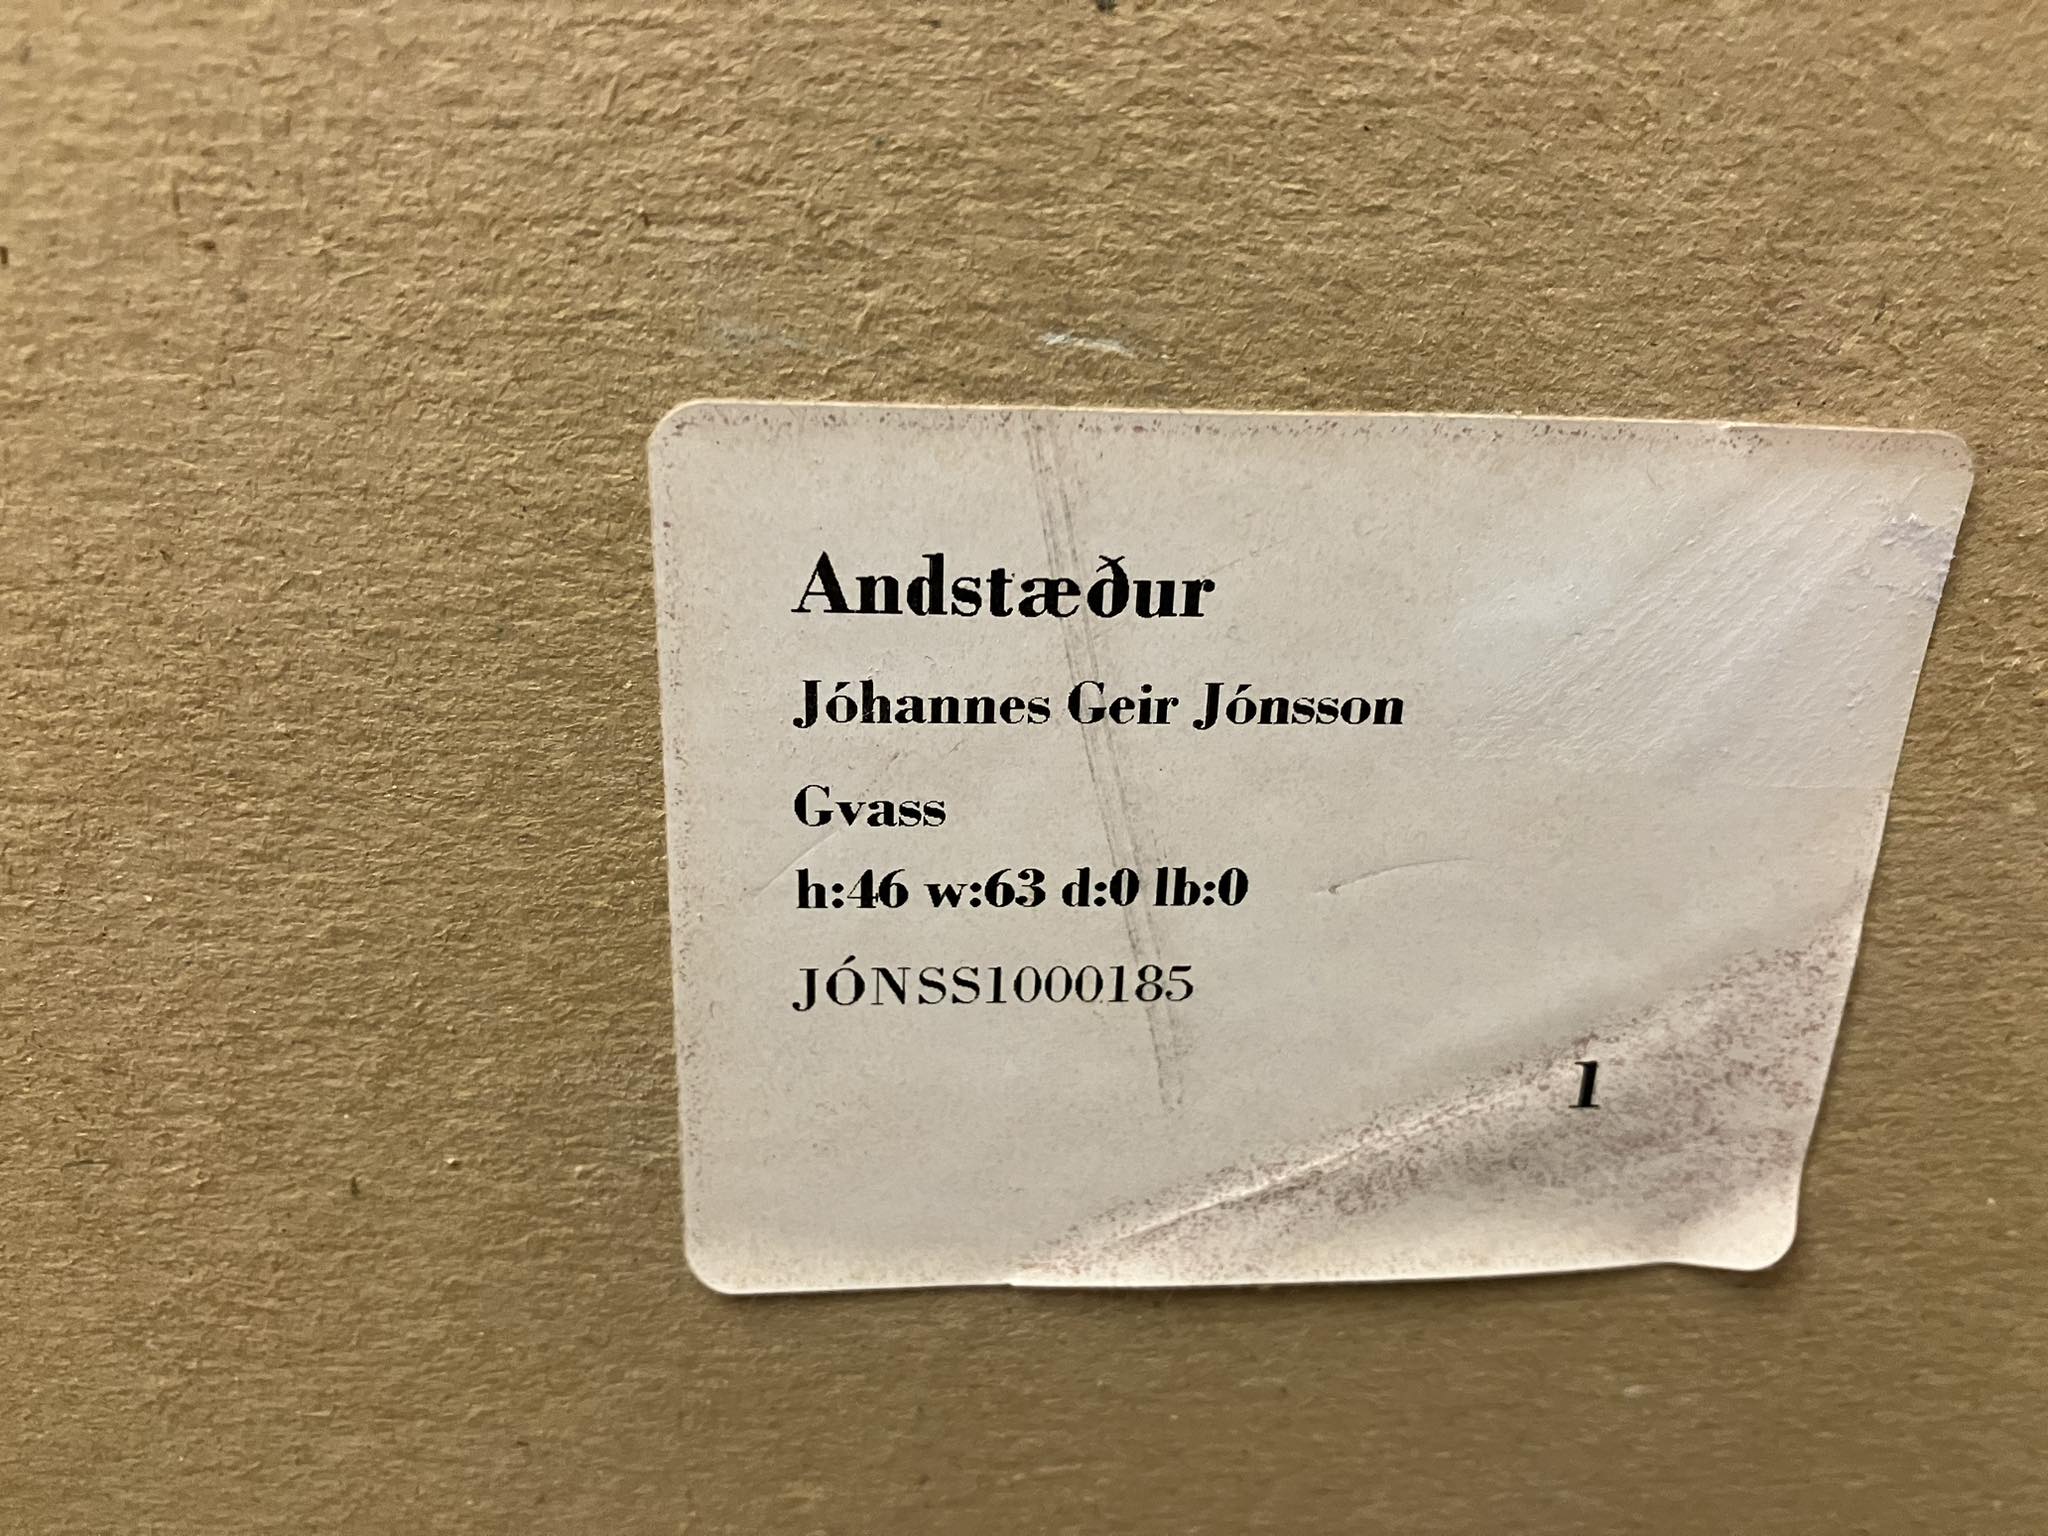 Andstæður
Jóhannes Geir Jónsson
Gvass
h:46 w:63 d:0 lb:0
JÓNSS1000185
1